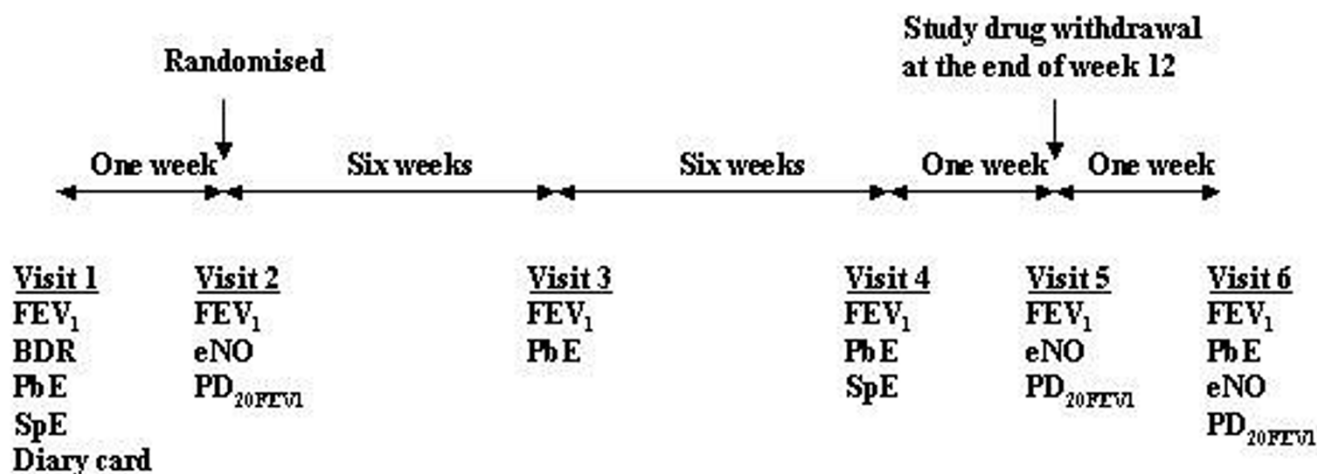 Study drug withdrawal
at the end of week 12
Randomised
One week
Six weeks
Six weeks
One week
One week
Visit 1
FEV₁
BDR
PbE
SpE
Diary card
Visit 2
FEV₁
eNO
PD₂₀FEV1
Visit 3
FEV₁
PbE
Visit 4
FEV₁
PbE
SpE
Visit 5
FEV₁
eNO
PD₂₀FEV1
Visit 6
FEV₁
PbE
eNO
PD₂₀FEV1